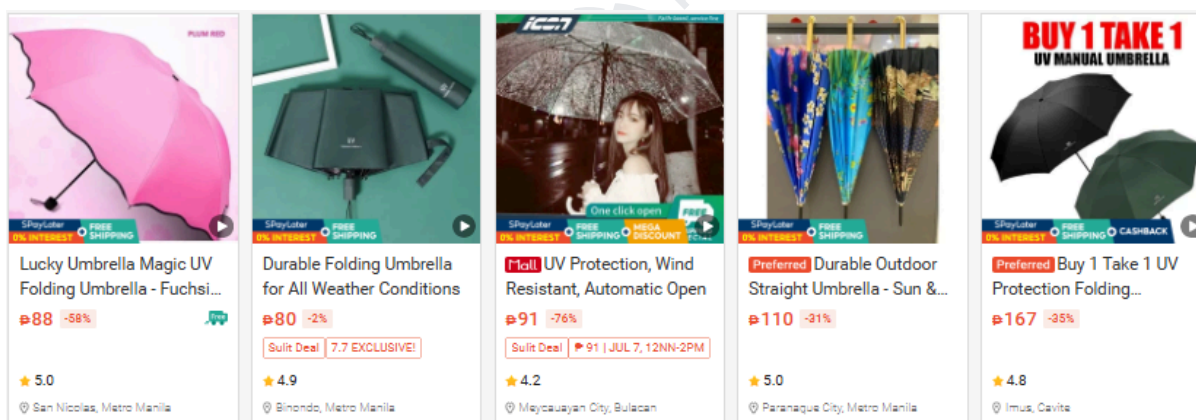 PLUM RED
SPayLater
0% INTEREST
FREE
SHIPPING
Lucky Umbrella Magic UV
Folding Umbrella - Fuchsi...
₱88 -58% Free
5.0
San Nicolas, Metro Manila
SPayLater
0% INTEREST
FREE
SHIPPING
Durable Folding Umbrella
for All Weather Conditions
₱80 -2%
Sulit Deal 7.7 EXCLUSIVE!
4.9
Binondo, Metro Manila
icon
One click open
FREE
SPayLater
0% INTEREST
FREE
SHIPPING
MEGA
DISCOUNT
Mall UV Protection, Wind
Resistant, Automatic Open
₱91 -76%
Sulit Deal ₱ 91 | JUL 7, 12NN-2PM
4.2
Meycauayan City, Bulacan
SPayLater
0% INTEREST
FREE
SHIPPING
Preferred Durable Outdoor
Straight Umbrella - Sun &...
₱110 -31%
5.0
Paranaque City, Metro Manila
BUY 1 TAKE 1
UV MANUAL UMBRELLA
SPayLater
0% INTEREST
FREE
SHIPPING
CASHBACK
Preferred Buy 1 Take 1 UV
Protection Folding...
₱167 -35%
4.8
Imus, Cavite